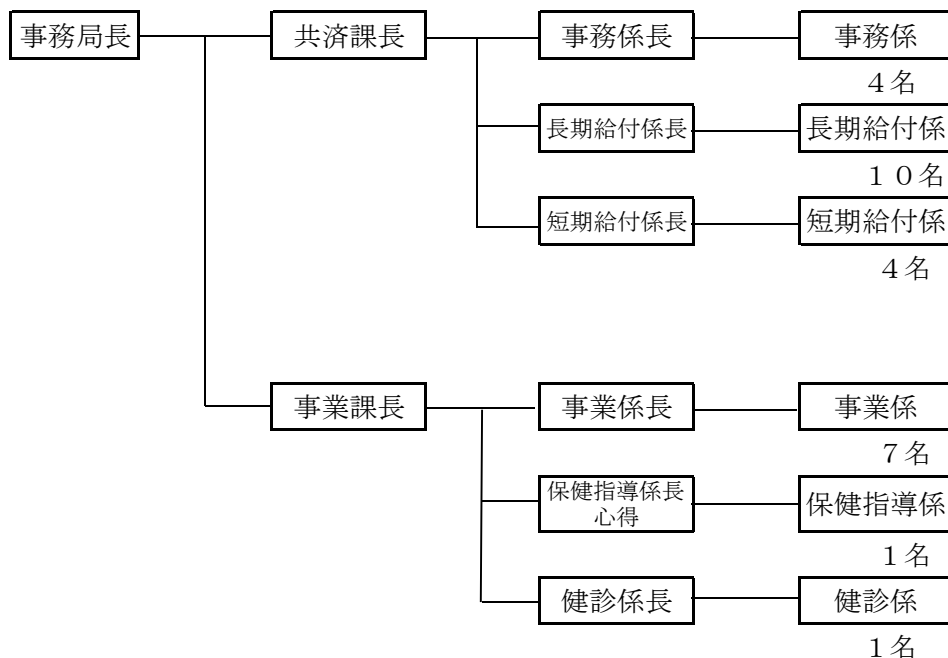 事務局長
共済課長
事務係長
事務係
４名
長期給付係長
長期給付係
１０名
短期給付係長
短期給付係
４名
事業課長
事業係長
事業係
７名
保健指導係長
心得
保健指導係
１名
健診係長
健診係
１名